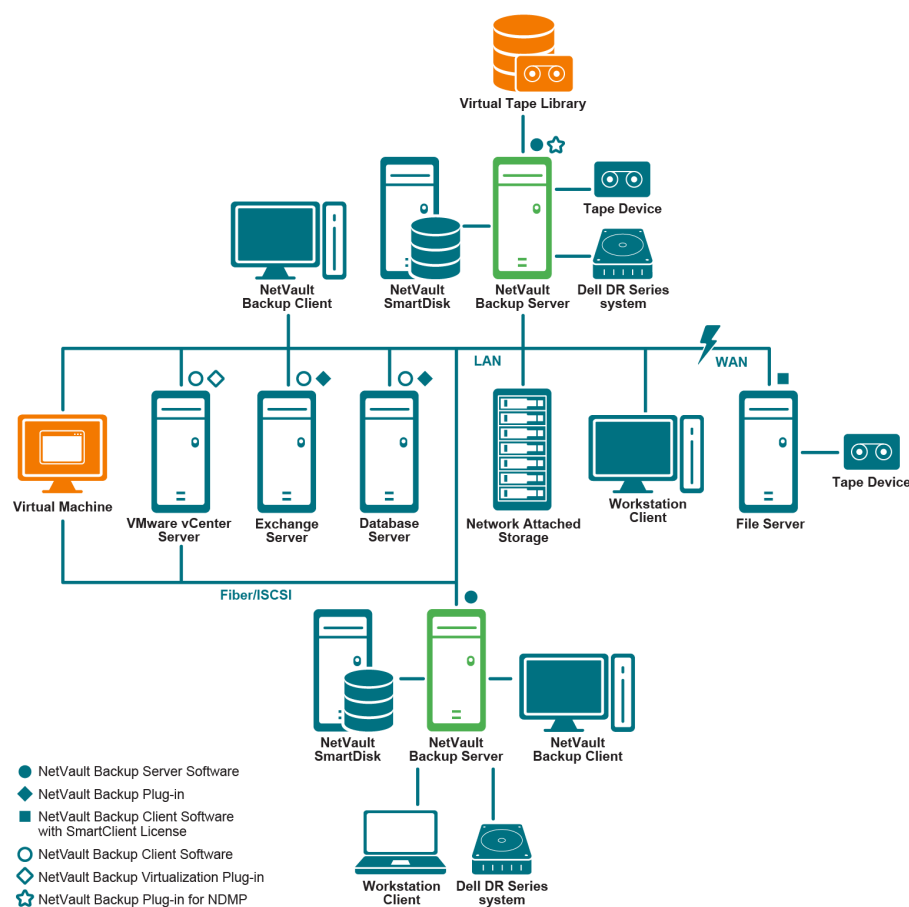 Virtual Tape Library
Tape Device
NetVault
Backup Client
NetVault
SmartDisk
NetVault
Backup Server
Dell DR Series
system
LAN
WAN
Virtual Machine
VMware vCenter
Server
Exchange
Server
Database
Server
Network Attached
Storage
Workstation
Client
File Server
Tape Device
Fiber/ISCSI
NetVault
SmartDisk
NetVault
Backup Server
NetVault
Backup Client
Workstation
Client
Dell DR Series
system
NetVault Backup Server Software
NetVault Backup Plug-in
NetVault Backup Client Software
with SmartClient License
NetVault Backup Client Software
NetVault Backup Virtualization Plug-in
NetVault Backup Plug-in for NDMP